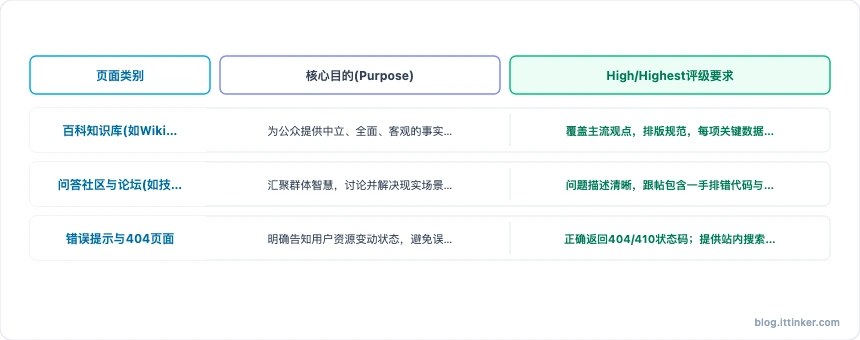 页面类别 核心目的(Purpose) High/Highest评级要求
百科知识库(如Wiki... 为公众提供中立、全面、客观的事实... 覆盖主流观点，排版规范，每项关键数据...
问答社区与论坛(如技... 汇聚群体智慧，讨论并解决现实场景... 问题描述清晰，跟帖包含一手排错代码与...
错误提示与404页面 明确告知用户资源变动状态，避免误... 正确返回404/410状态码；提供站内搜索...
blog.ittinker.com